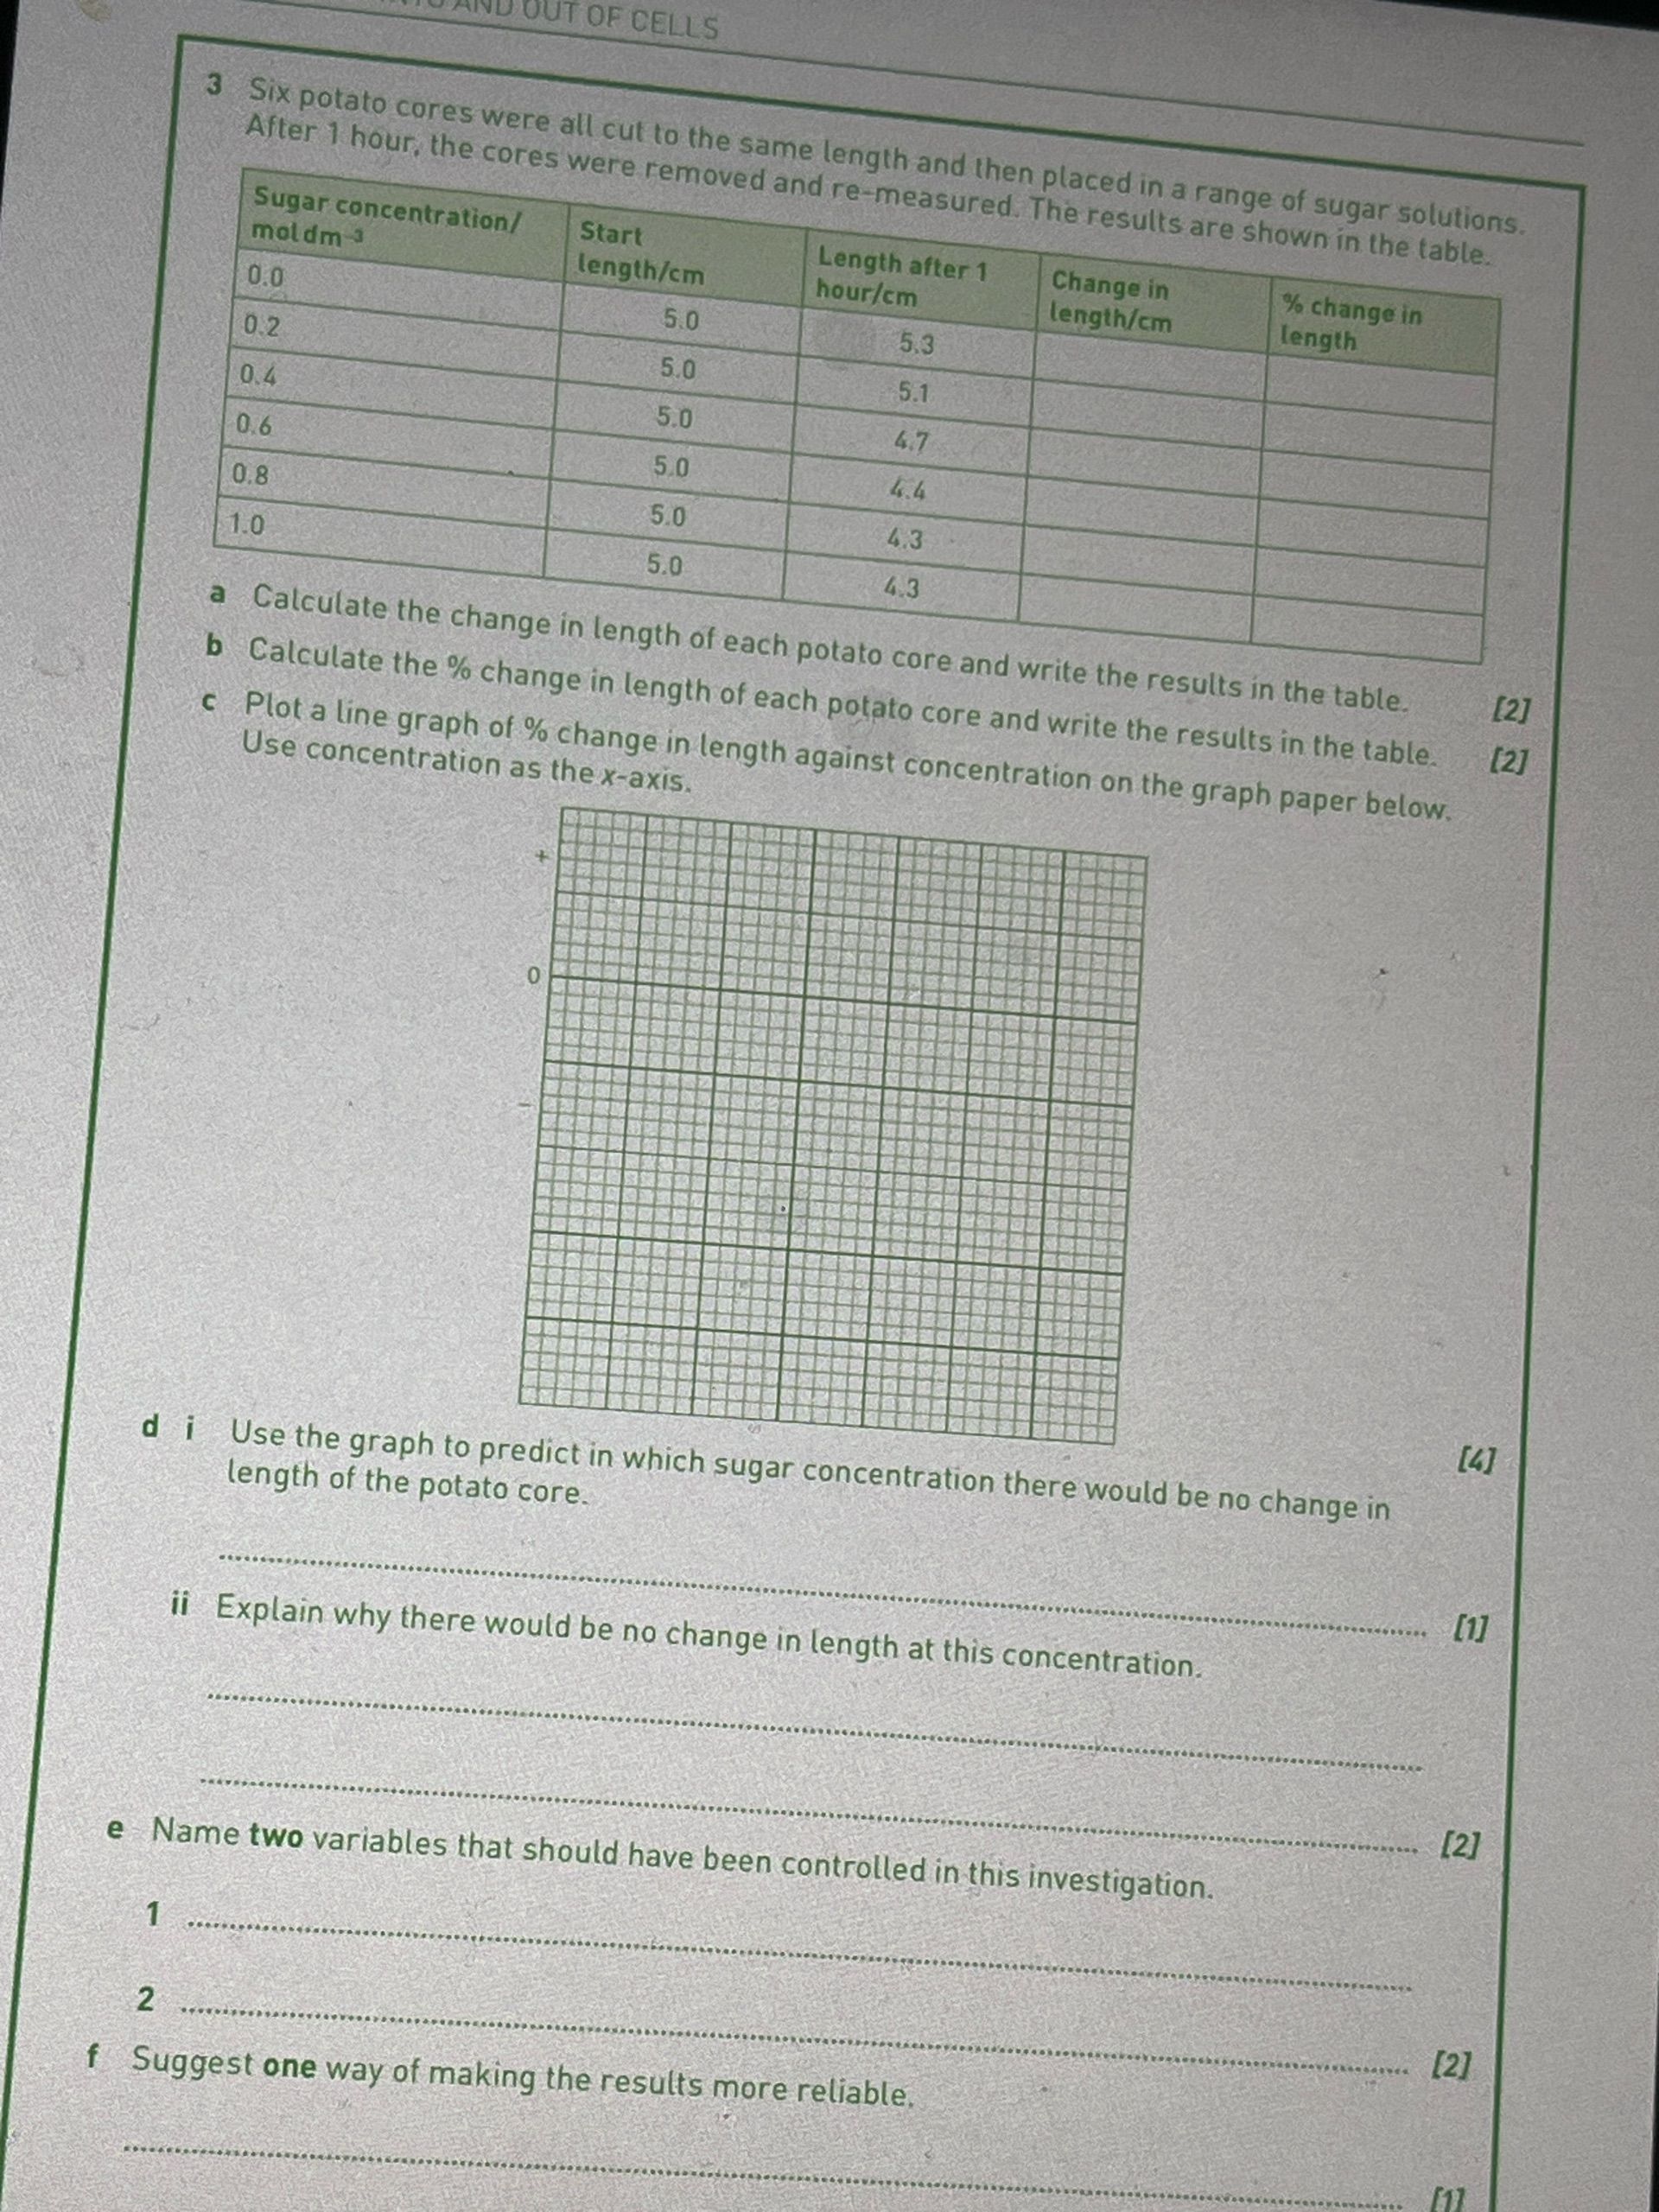 AND OUT OF CELLS
3 Six potato cores were all cut to the same length and then placed in a range of sugar solutions.
After 1 hour, the cores were removed and re-measured. The results are shown in the table.
Sugar concentration/ mol dm⁻³ Start length/cm Length after 1 hour/cm Change in length/cm % change in length
0.0 5.0 5.3
0.2 5.0 5.1
0.4 5.0 4.7
0.6 5.0 4.4
0.8 5.0 4.3
1.0 5.0 4.3
a Calculate the change in length of each potato core and write the results in the table. [2]
b Calculate the % change in length of each potato core and write the results in the table. [2]
c Plot a line graph of % change in length against concentration on the graph paper below.
Use concentration as the x-axis.
+
0
–
[4]
d i Use the graph to predict in which sugar concentration there would be no change in
length of the potato core.
[1]
ii Explain why there would be no change in length at this concentration.
[2]
e Name two variables that should have been controlled in this investigation.
1
2
[2]
f Suggest one way of making the results more reliable.
[1]